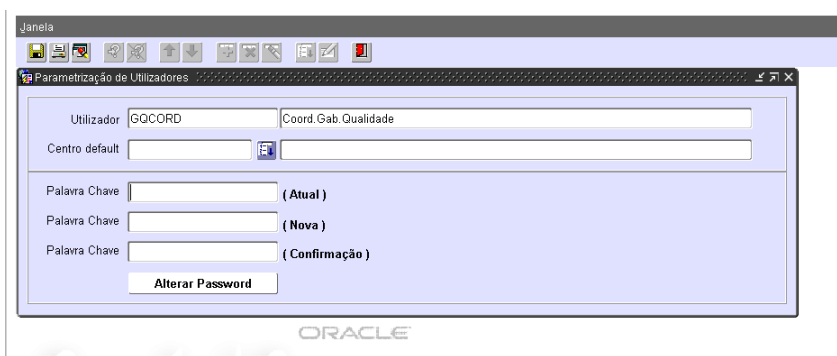 Janela
Parametrização de Utilizadores
Utilizador GQCORD Coord.Gab.Qualidade
Centro default
Palavra Chave ( Atual )
Palavra Chave ( Nova )
Palavra Chave ( Confirmação )
Alterar Password
ORACLE